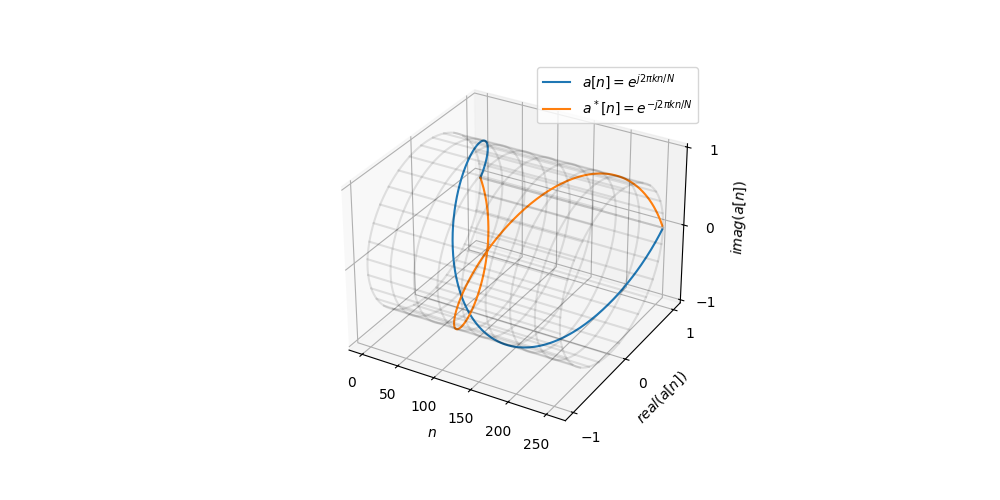 a[n] = e^{j2πkn/N}
a*[n] = e^{−j2πkn/N}
1
0
−1
imag(a[n])
1
0
−1
real(a[n])
0
50
100
150
200
250
n